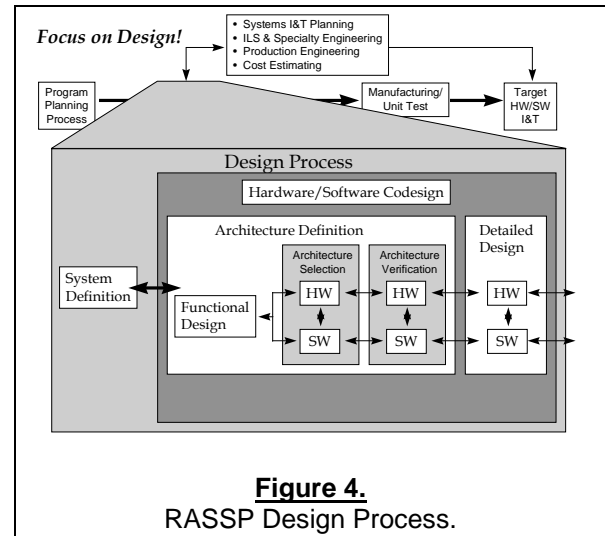 Focus on Design!
• Systems I&T Planning
• ILS & Specialty Engineering
• Production Engineering
• Cost Estimating
Program
Planning
Process
Manufacturing/
Unit Test
Target
HW/SW
I&T
Design Process
Hardware/Software Codesign
Architecture Definition
Detailed
Design
Architecture
Selection
Architecture
Verification
System
Definition
Functional
Design
HW
HW
HW
SW
SW
SW
Figure 4.
RASSP Design Process.